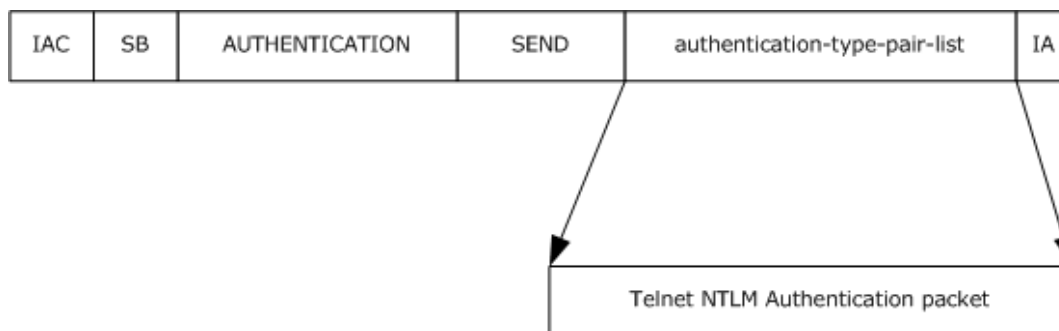 IAC SB AUTHENTICATION SEND authentication-type-pair-list IA
Telnet NTLM Authentication packet